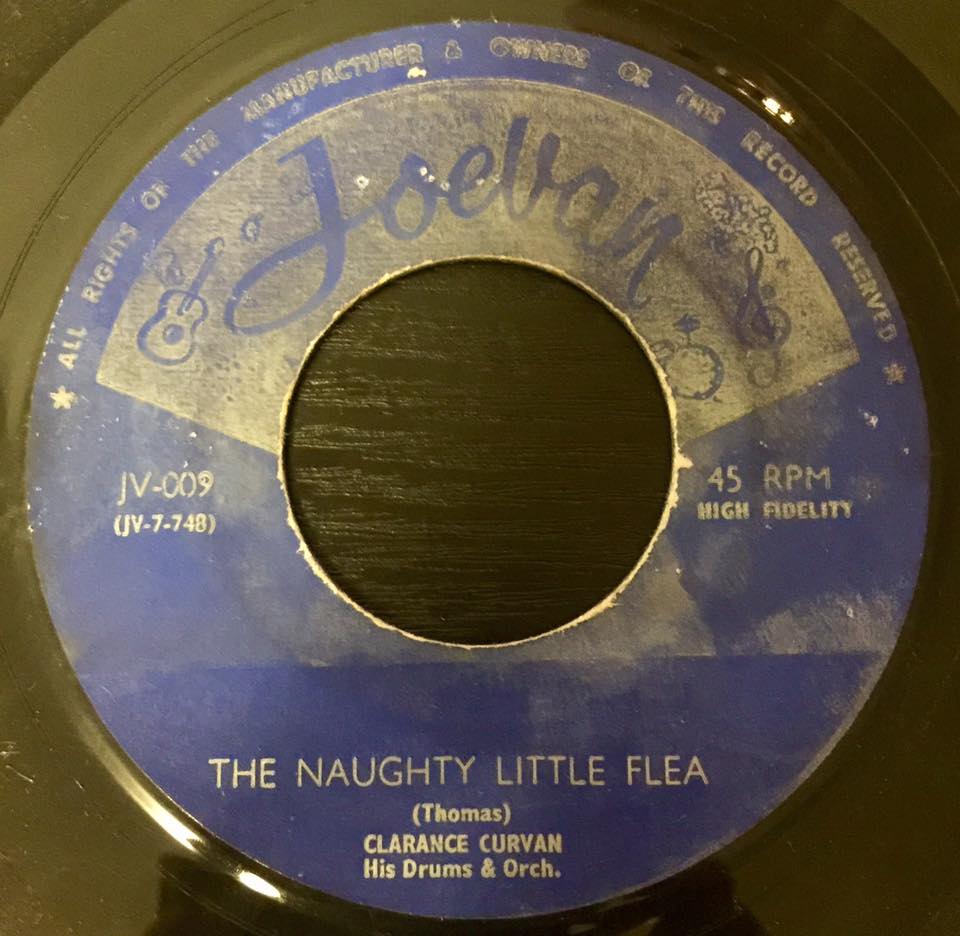 ★ ALL RIGHTS OF THE MANUFACTURER & OWNERS OF THIS RECORD RESERVED ★
Joevan
JV-009
(JV-7-748)
45 RPM
HIGH FIDELITY
THE NAUGHTY LITTLE FLEA
(Thomas)
CLARANCE CURVAN
His Drums & Orch.